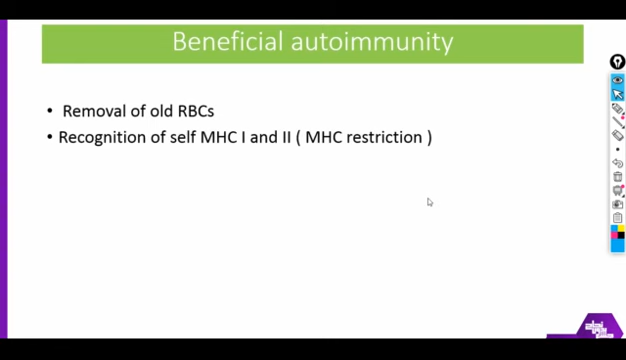 Beneficial autoimmunity
• Removal of old RBCs
• Recognition of self MHC I and II ( MHC restriction )